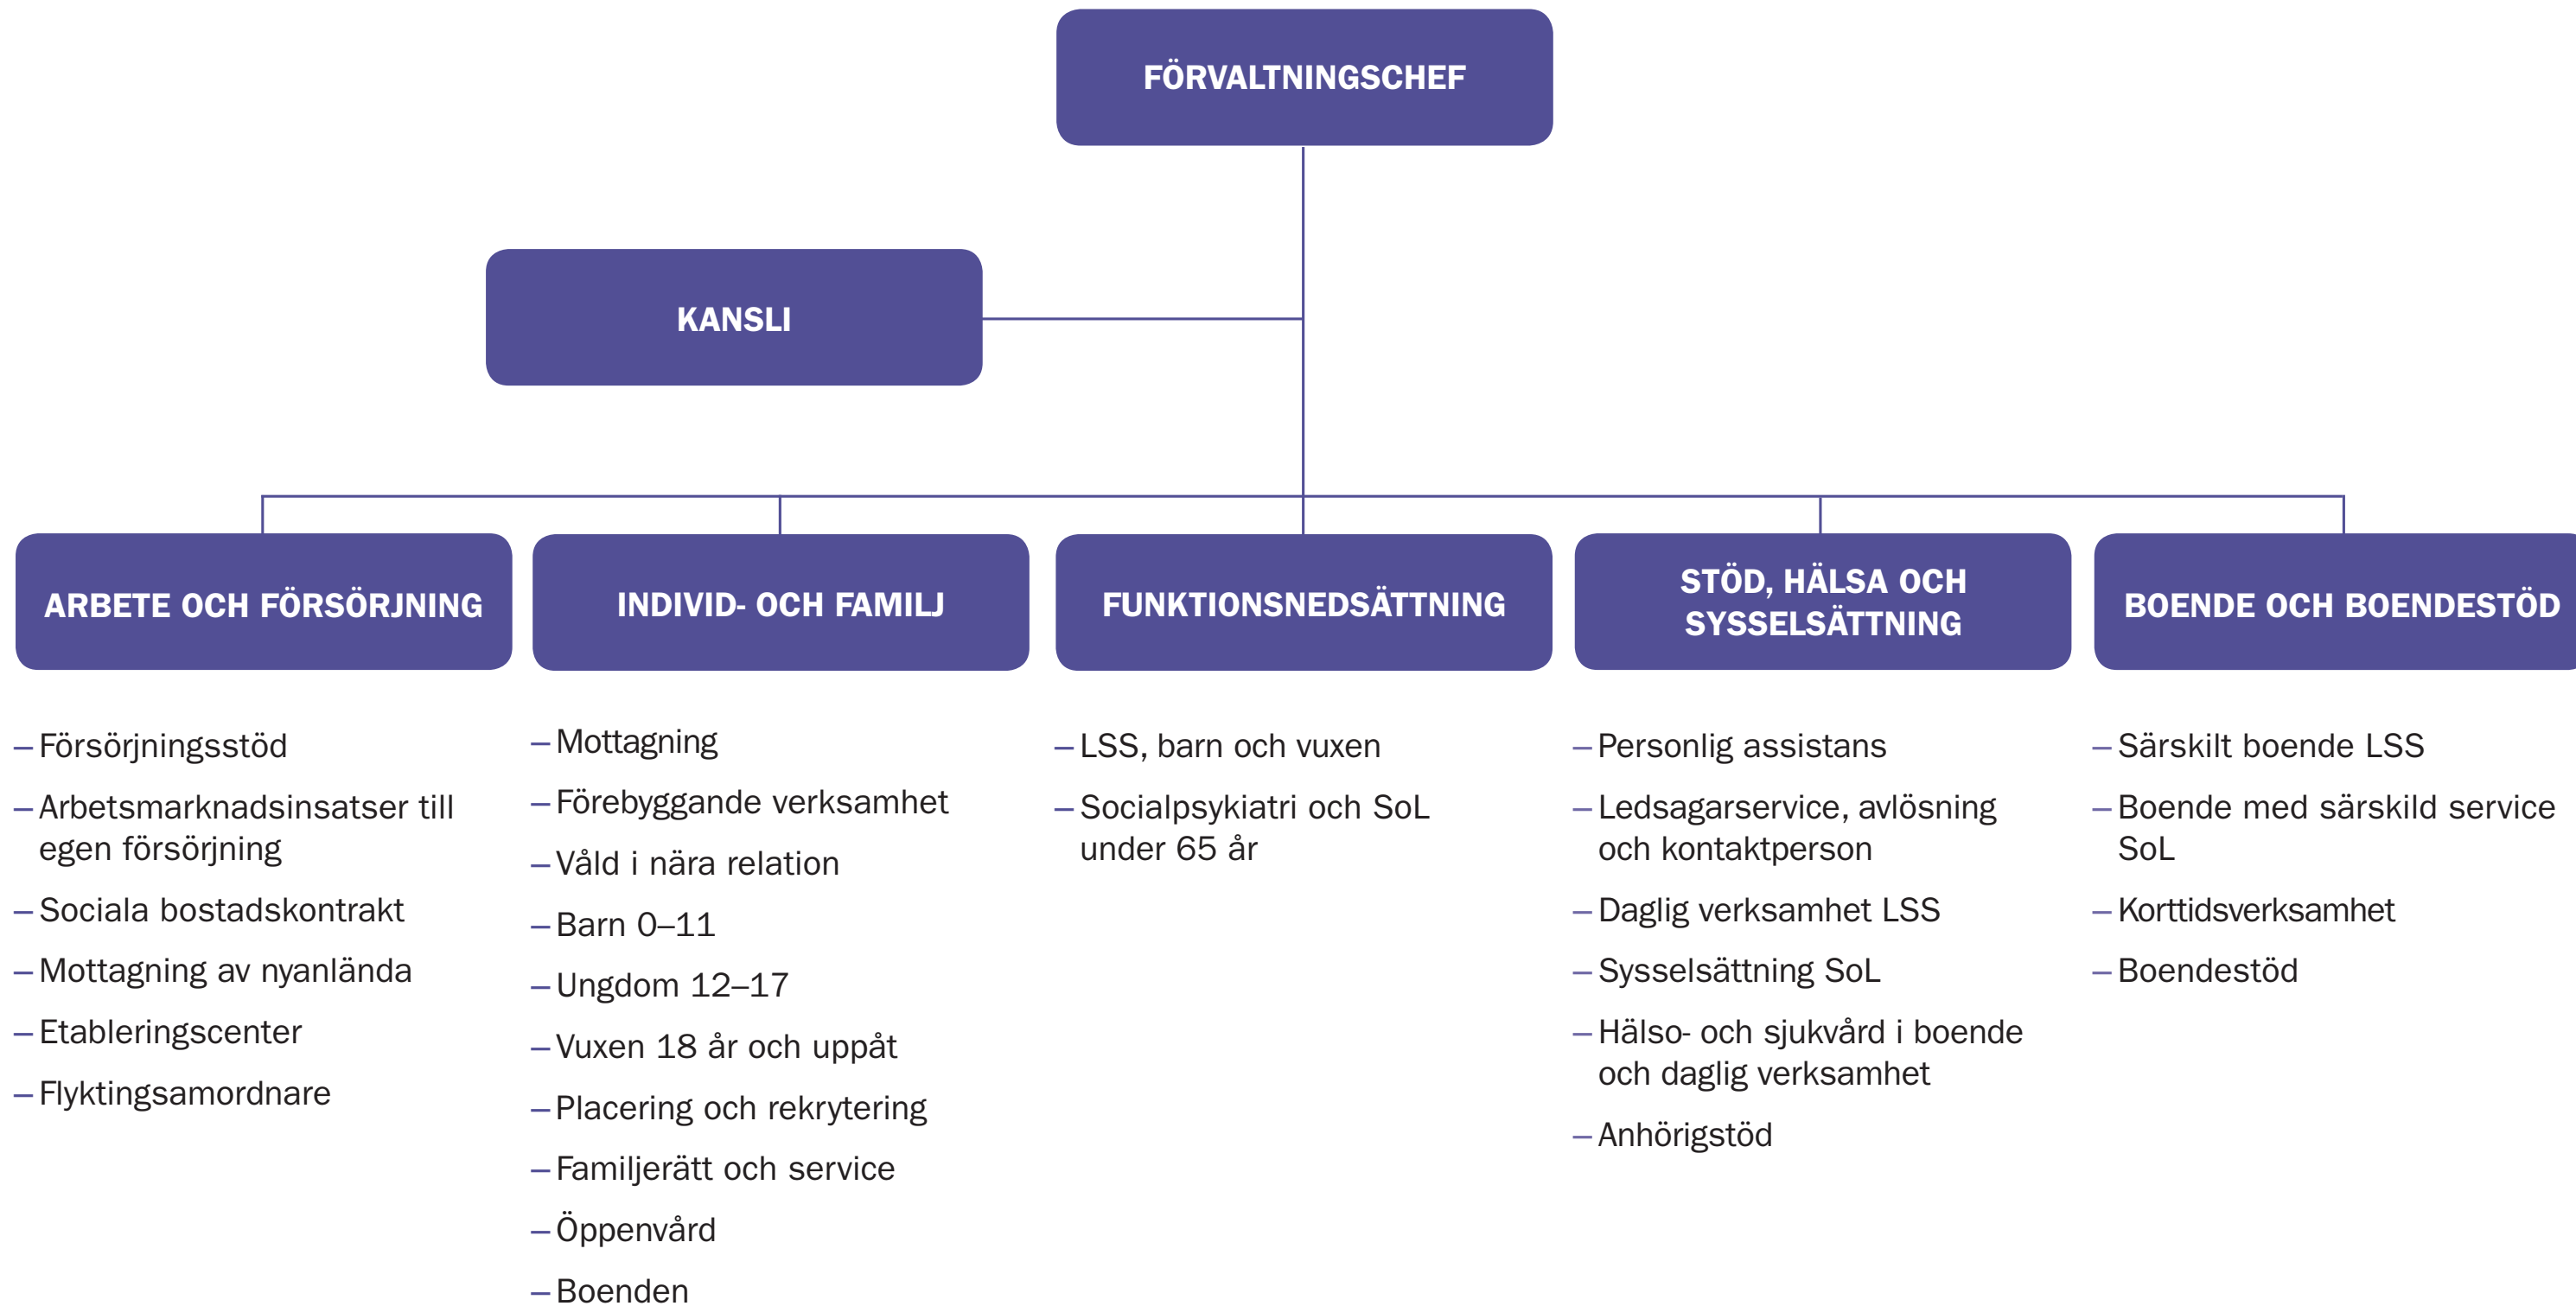 FÖRVALTNINGSCHEF
KANSLI
ARBETE OCH FÖRSÖRJNING
– Försörjningsstöd
– Arbetsmarknadsinsatser till
egen försörjning
– Sociala bostadskontrakt
– Mottagning av nyanlända
– Etableringscenter
– Flyktingsamordnare
INDIVID- OCH FAMILJ
– Mottagning
– Förebyggande verksamhet
– Våld i nära relation
– Barn 0–11
– Ungdom 12–17
– Vuxen 18 år och uppåt
– Placering och rekrytering
– Familjerätt och service
– Öppenvård
– Boenden
FUNKTIONSNEDSÄTTNING
– LSS, barn och vuxen
– Socialpsykiatri och SoL
under 65 år
STÖD, HÄLSA OCH
SYSSELSÄTTNING
– Personlig assistans
– Ledsagarservice, avlösning
och kontaktperson
– Daglig verksamhet LSS
– Sysselsättning SoL
– Hälso- och sjukvård i boende
och daglig verksamhet
– Anhörigstöd
BOENDE OCH BOENDESTÖD
– Särskilt boende LSS
– Boende med särskild service
SoL
– Korttidsverksamhet
– Boendestöd